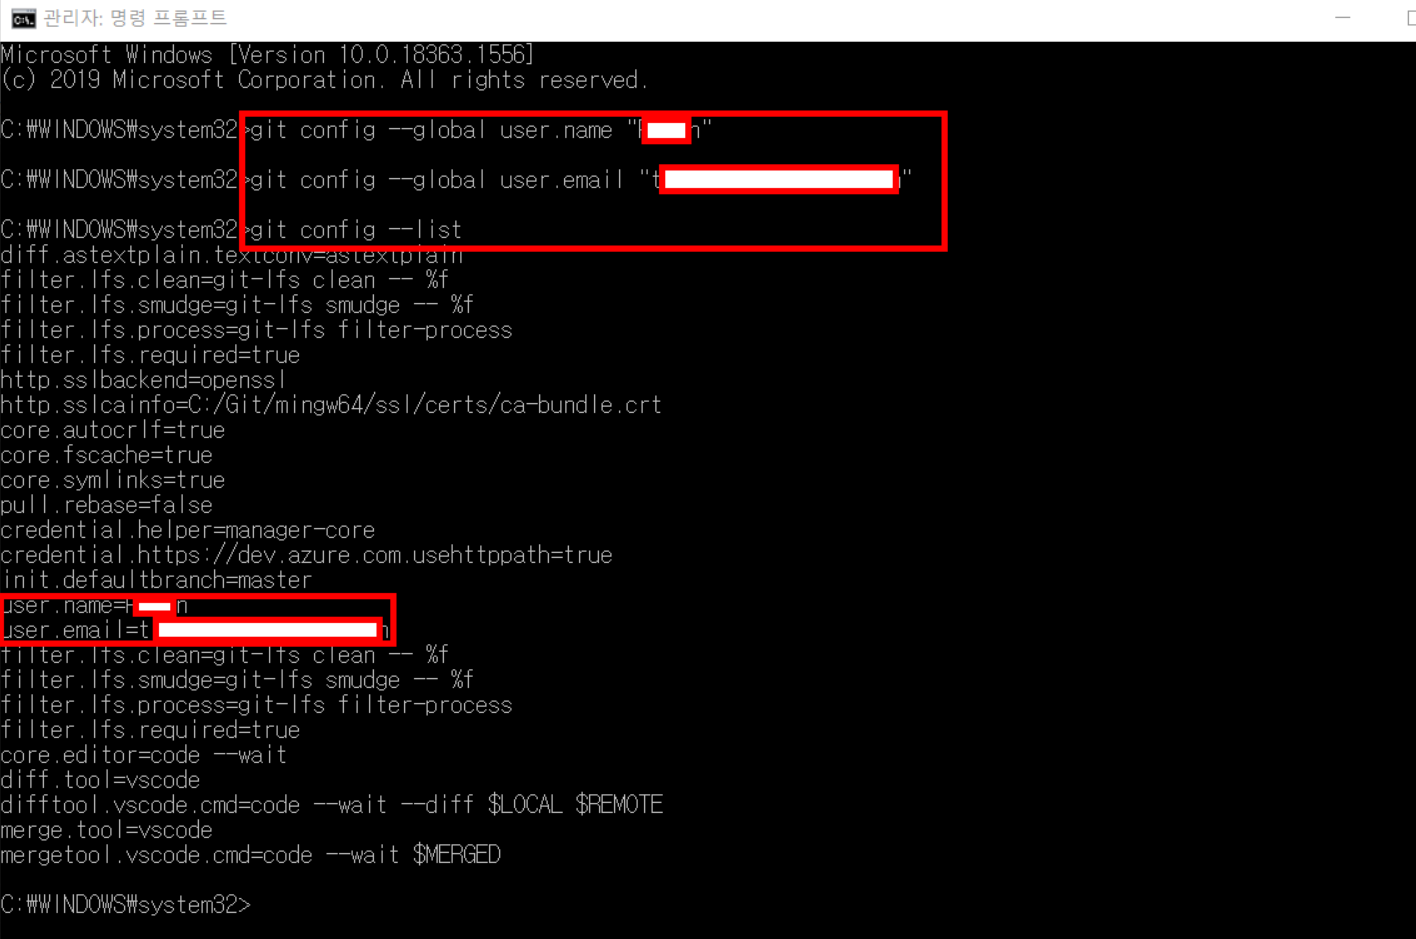 관리자: 명령 프롬프트
Microsoft Windows [Version 10.0.18363.1556]
(c) 2019 Microsoft Corporation. All rights reserved.
C:₩WINDOWS₩system32>git config --global user.name "
C:₩WINDOWS₩system32>git config --global user.email "t
C:₩WINDOWS₩system32>git config --list
diff.astextplain.textconv=astextplain
filter.lfs.clean=git-lfs clean -- %f
filter.lfs.smudge=git-lfs smudge -- %f
filter.lfs.process=git-lfs filter-process
filter.lfs.required=true
http.sslbackend=openssl
http.sslcainfo=C:/Git/mingw64/ssl/certs/ca-bundle.crt
core.autocrlf=true
core.fscache=true
core.symlinks=true
pull.rebase=false
credential.helper=manager-core
credential.https://dev.azure.com.usehttppath=true
init.defaultbranch=master
user.name=
user.email=t
filter.lfs.clean=git-lfs clean -- %f
filter.lfs.smudge=git-lfs smudge -- %f
filter.lfs.process=git-lfs filter-process
filter.lfs.required=true
core.editor=code --wait
diff.tool=vscode
difftool.vscode.cmd=code --wait --diff $LOCAL $REMOTE
merge.tool=vscode
mergetool.vscode.cmd=code --wait $MERGED
C:₩WINDOWS₩system32>